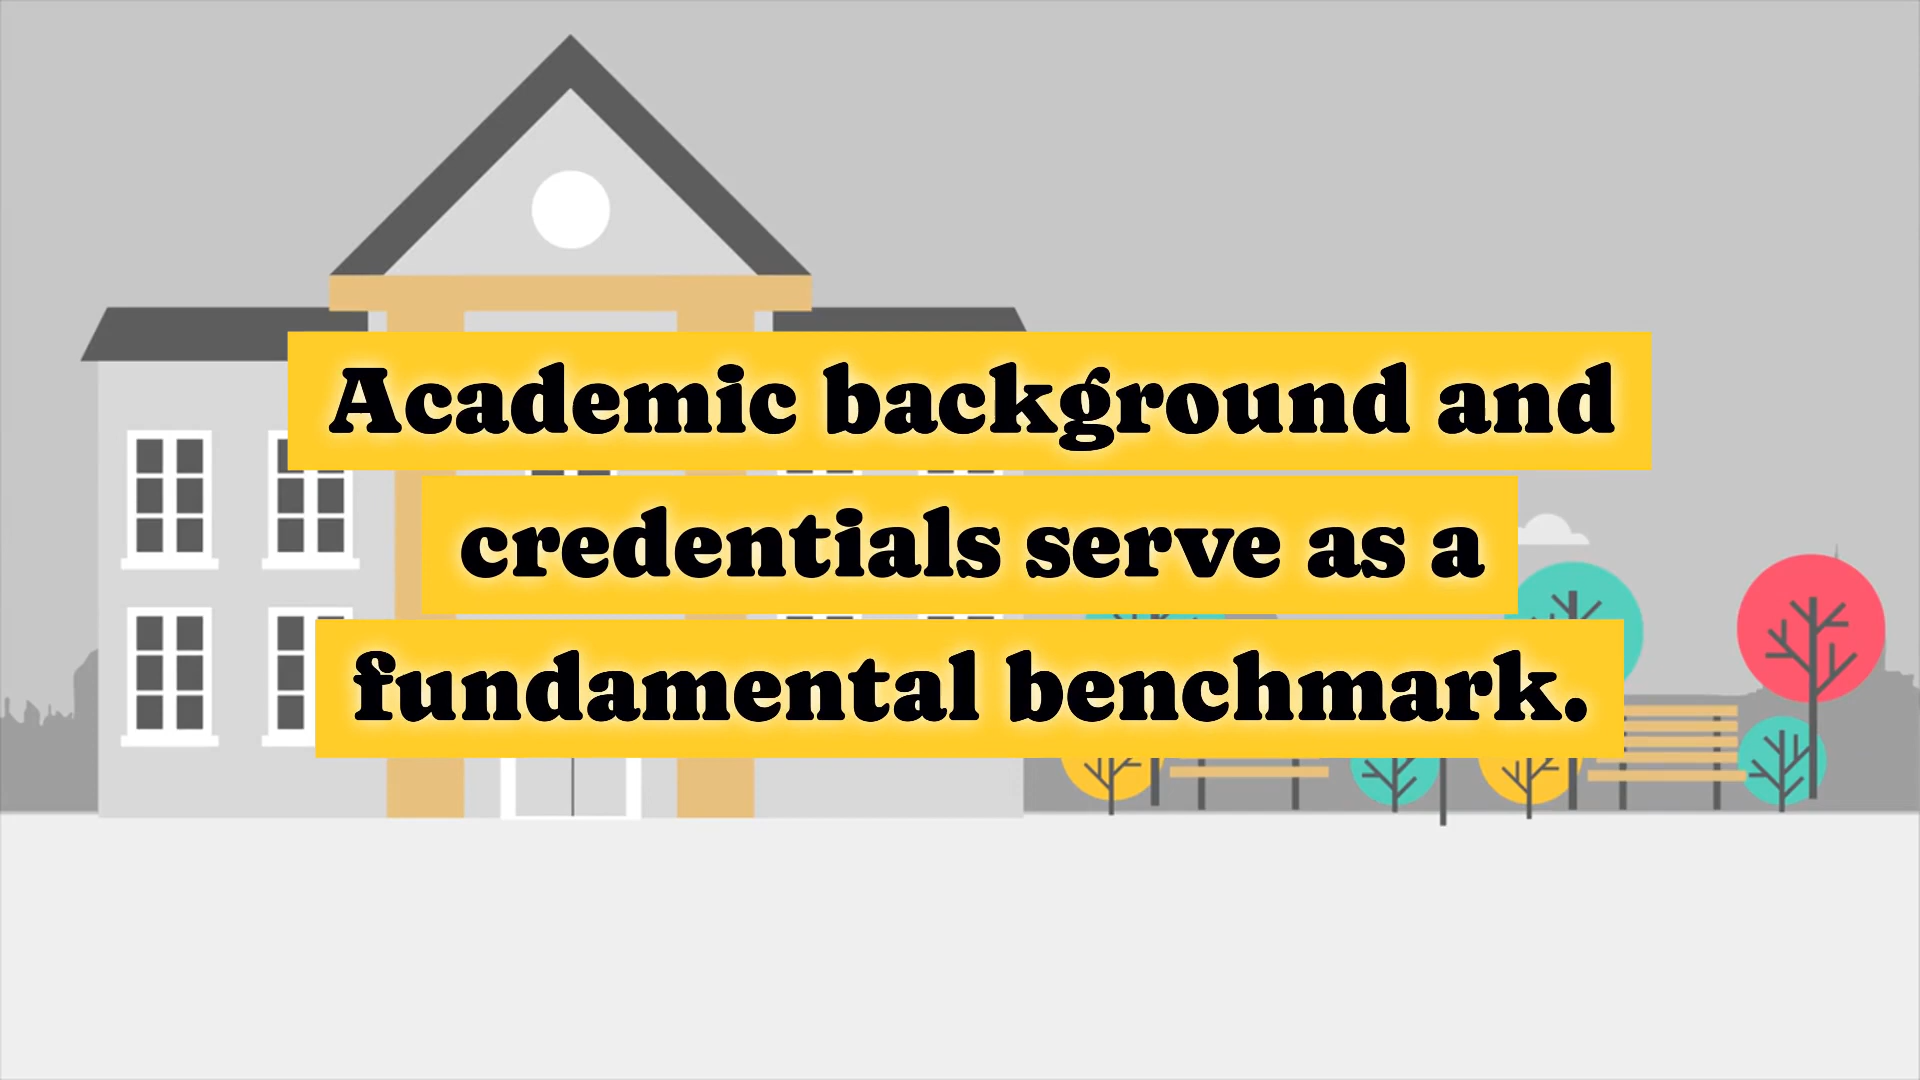 Academic background and
credentials serve as a
fundamental benchmark.